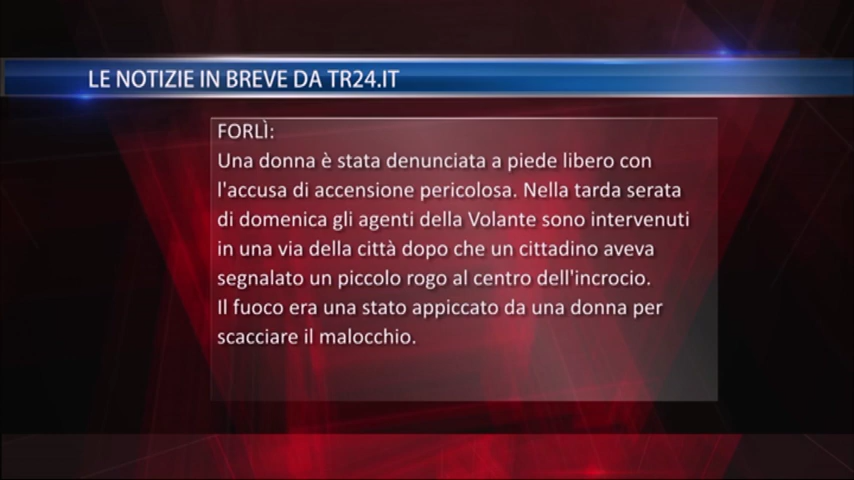 LE NOTIZIE IN BREVE DA TR24.IT
FORLÌ:
Una donna è stata denunciata a piede libero con
l'accusa di accensione pericolosa. Nella tarda serata
di domenica gli agenti della Volante sono intervenuti
in una via della città dopo che un cittadino aveva
segnalato un piccolo rogo al centro dell'incrocio.
Il fuoco era una stato appiccato da una donna per
scacciare il malocchio.